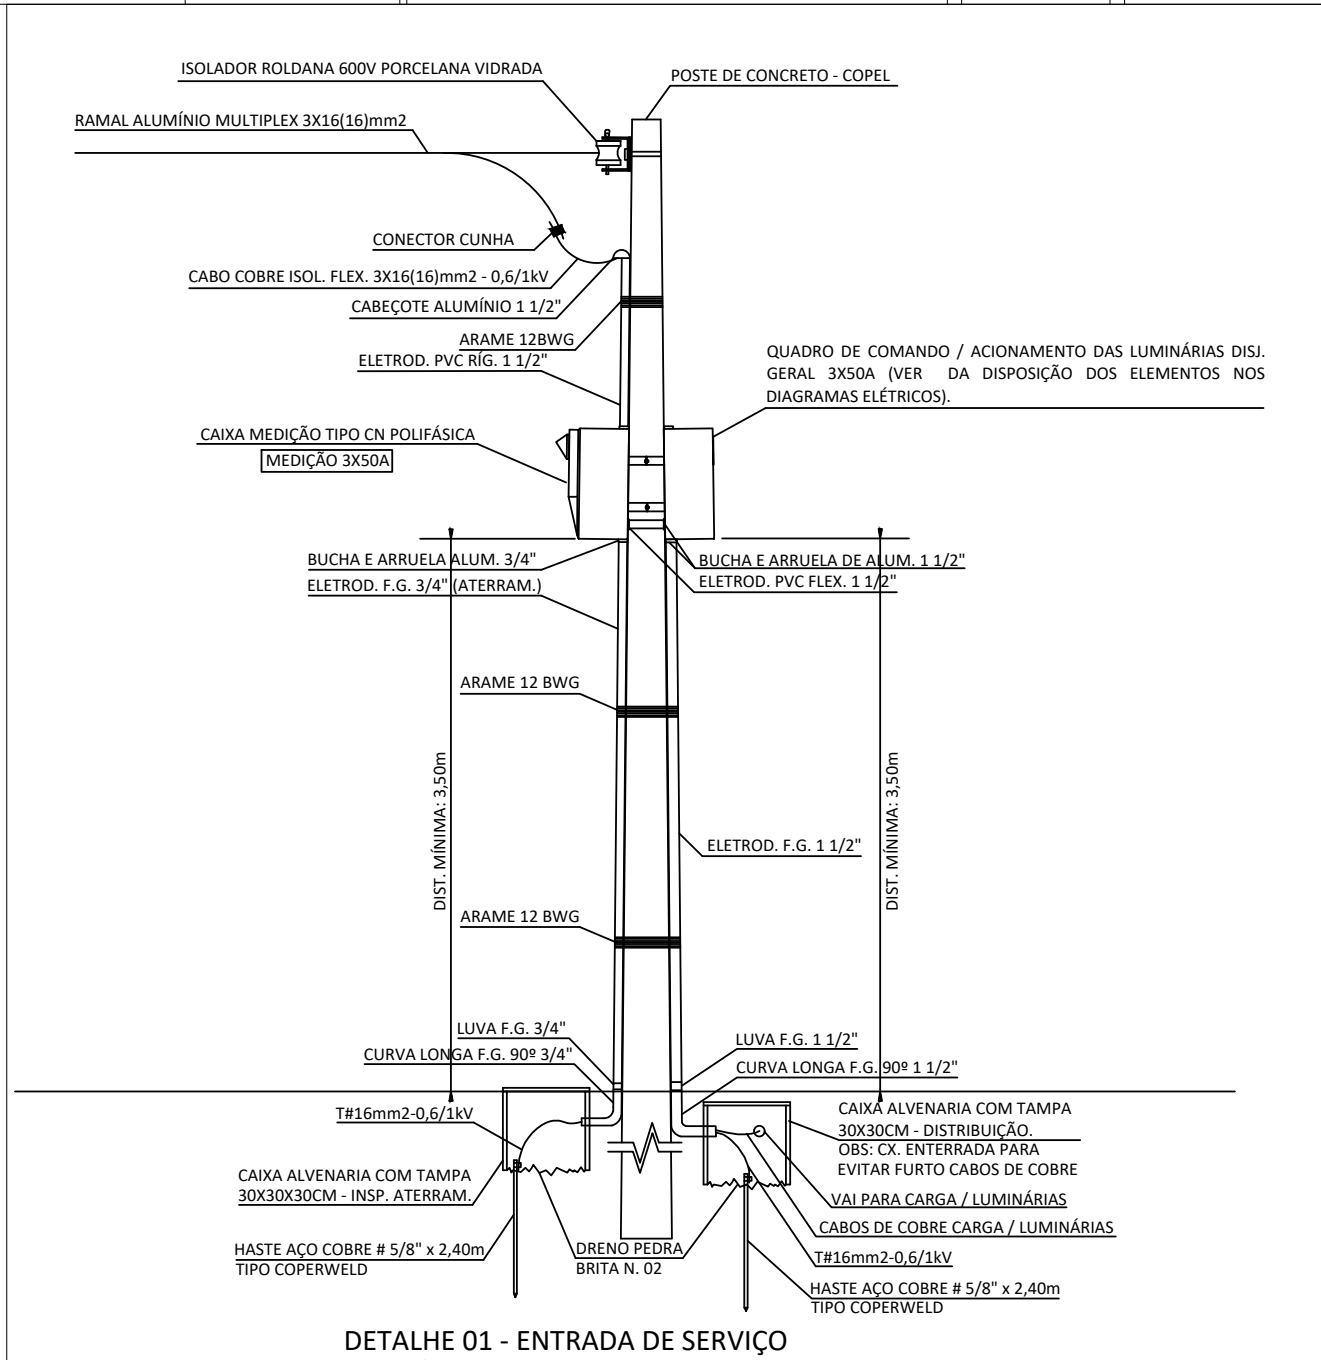 ISOLADOR ROLDANA 600V PORCELANA VIDRADA
POSTE DE CONCRETO - COPEL
RAMAL ALUMÍNIO MULTIPLEX 3X16(16)mm2
CONECTOR CUNHA
CABO COBRE ISOL. FLEX. 3X16(16)mm2 - 0,6/1kV
CABEÇOTE ALUMÍNIO 1 1/2"
ARAME 12BWG
ELETROD. PVC RÍG. 1 1/2"
QUADRO DE COMANDO / ACIONAMENTO DAS LUMINÁRIAS DISJ.
GERAL 3X50A (VER DA DISPOSIÇÃO DOS ELEMENTOS NOS
DIAGRAMAS ELÉTRICOS).
CAIXA MEDIÇÃO TIPO CN POLIFÁSICA
MEDIÇÃO 3X50A
BUCHA E ARRUELA ALUM. 3/4"
BUCHA E ARRUELA DE ALUM. 1 1/2"
ELETROD. F.G. 3/4" (ATERRAM.)
ELETROD. PVC FLEX. 1 1/2"
ARAME 12 BWG
DIST. MÍNIMA: 3,50m
DIST. MÍNIMA: 3,50m
ELETROD. F.G. 1 1/2"
ARAME 12 BWG
LUVA F.G. 3/4"
LUVA F.G. 1 1/2"
CURVA LONGA F.G. 90º 3/4"
CURVA LONGA F.G. 90º 1 1/2"
T#16mm2-0,6/1kV
CAIXA ALVENARIA COM TAMPA
30X30CM - DISTRIBUIÇÃO.
OBS: CX. ENTERRADA PARA
EVITAR FURTO CABOS DE COBRE
CAIXA ALVENARIA COM TAMPA
30X30X30CM - INSP. ATERRAM.
VAI PARA CARGA / LUMINÁRIAS
CABOS DE COBRE CARGA / LUMINÁRIAS
HASTE AÇO COBRE # 5/8" x 2,40m
TIPO COPERWELD
DRENO PEDRA
BRITA N. 02
T#16mm2-0,6/1kV
HASTE AÇO COBRE # 5/8" x 2,40m
TIPO COPERWELD
DETALHE 01 - ENTRADA DE SERVIÇO